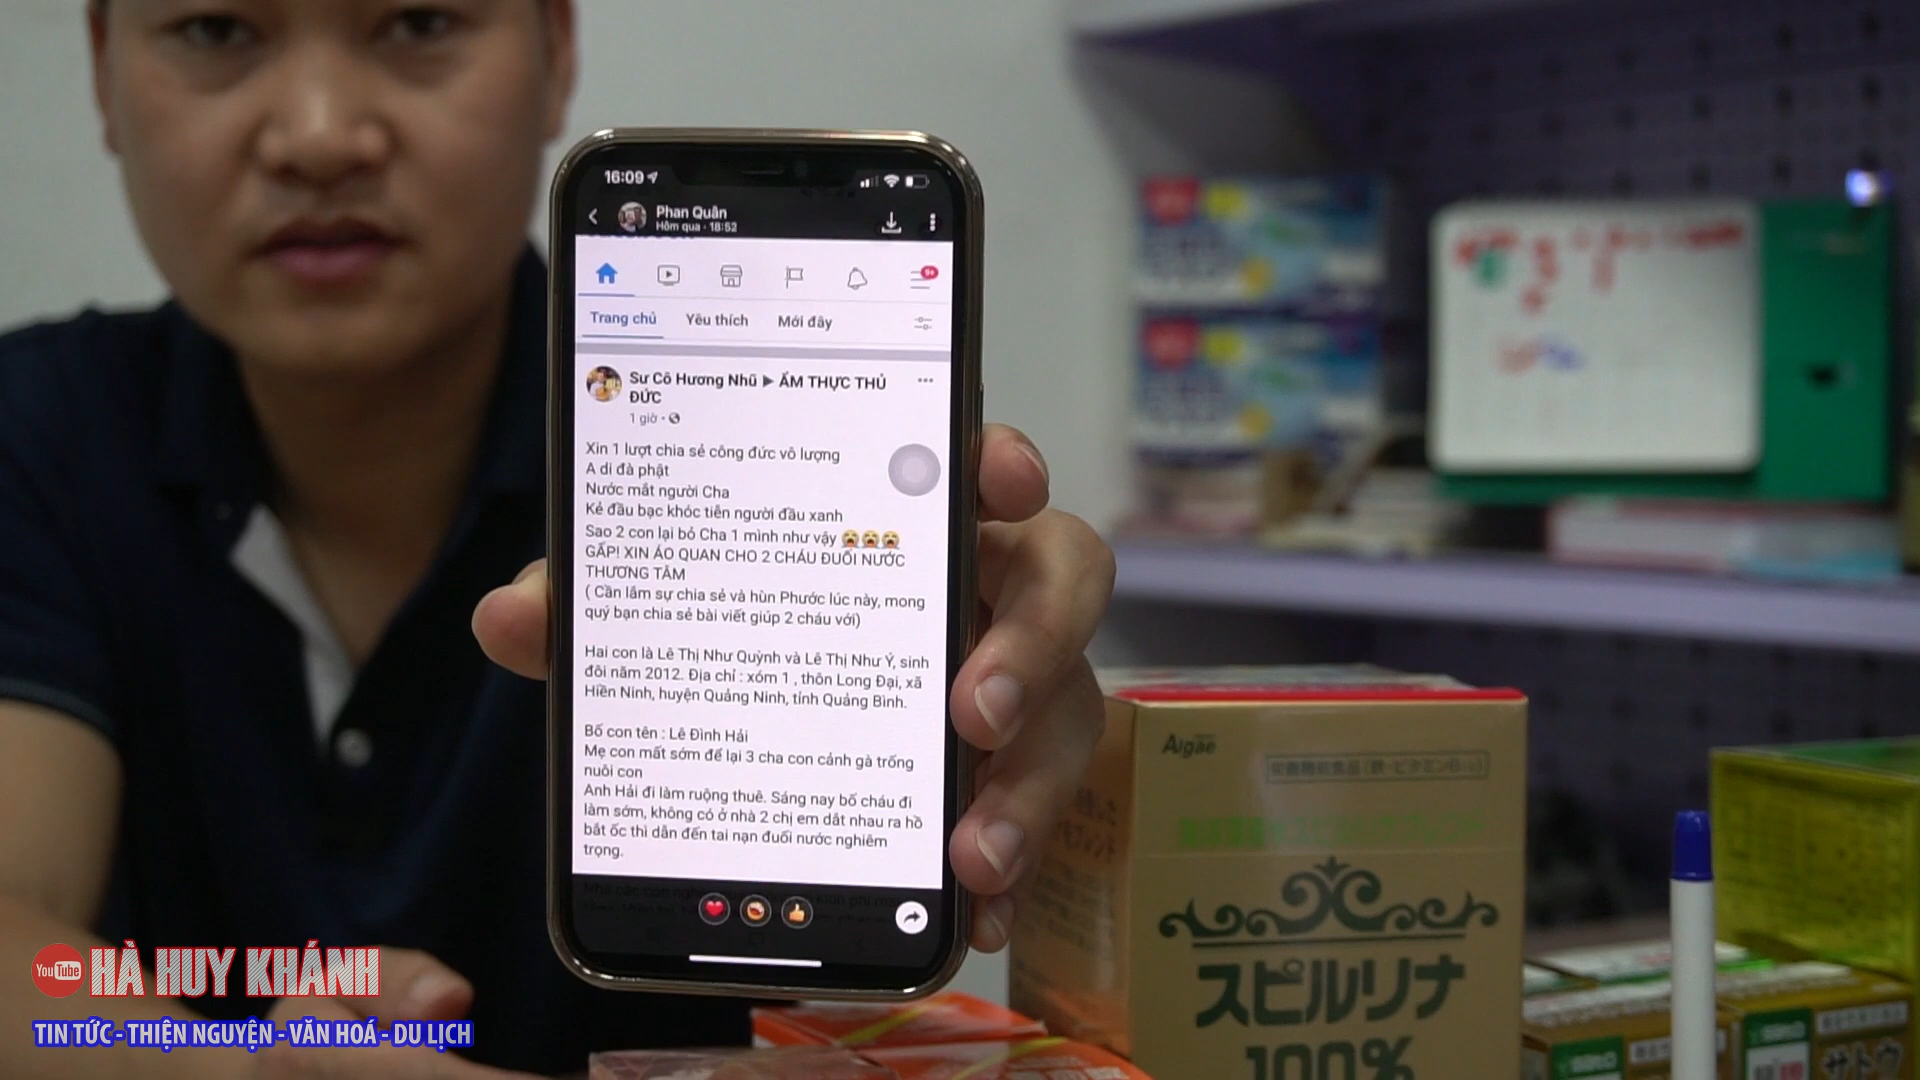 16:09
Phan Quân
Hôm qua · 18:52
9+
Trang chủ
Yêu thích
Mới đây
Sư Cô Hương Nhũ ▶ ẨM THỰC THỦ
ĐỨC
1 giờ ·
Xin 1 lượt chia sẻ công đức vô lượng
A di đà phật
Nước mắt người Cha
Kẻ đầu bạc khóc tiễn người đầu xanh
Sao 2 con lại bỏ Cha 1 mình như vậy 😭😭😭
GẤP! XIN ÁO QUAN CHO 2 CHÁU ĐUỐI NƯỚC
THƯƠNG TÂM
( Cần lắm sự chia sẻ và hùn Phước lúc này, mong
quý bạn chia sẻ bài viết giúp 2 cháu với)
Hai con là Lê Thị Như Quỳnh và Lê Thị Như Ý, sinh
đôi năm 2012. Địa chỉ : xóm 1 , thôn Long Đại, xã
Hiền Ninh, huyện Quảng Ninh, tỉnh Quảng Bình.
Bố con tên : Lê Đình Hải
Mẹ con mất sớm để lại 3 cha con cảnh gà trống
nuôi con
Anh Hải đi làm ruộng thuê. Sáng nay bố cháu đi
làm sớm, không có ở nhà 2 chị em dắt nhau ra hồ
bắt ốc thì dẫn đến tai nạn đuối nước nghiêm
trọng.
Algae
スピルリナ
100%
サトウ
YouTube
HÀ HUY KHÁNH
TIN TỨC - THIỆN NGUYỆN - VĂN HOÁ - DU LỊCH